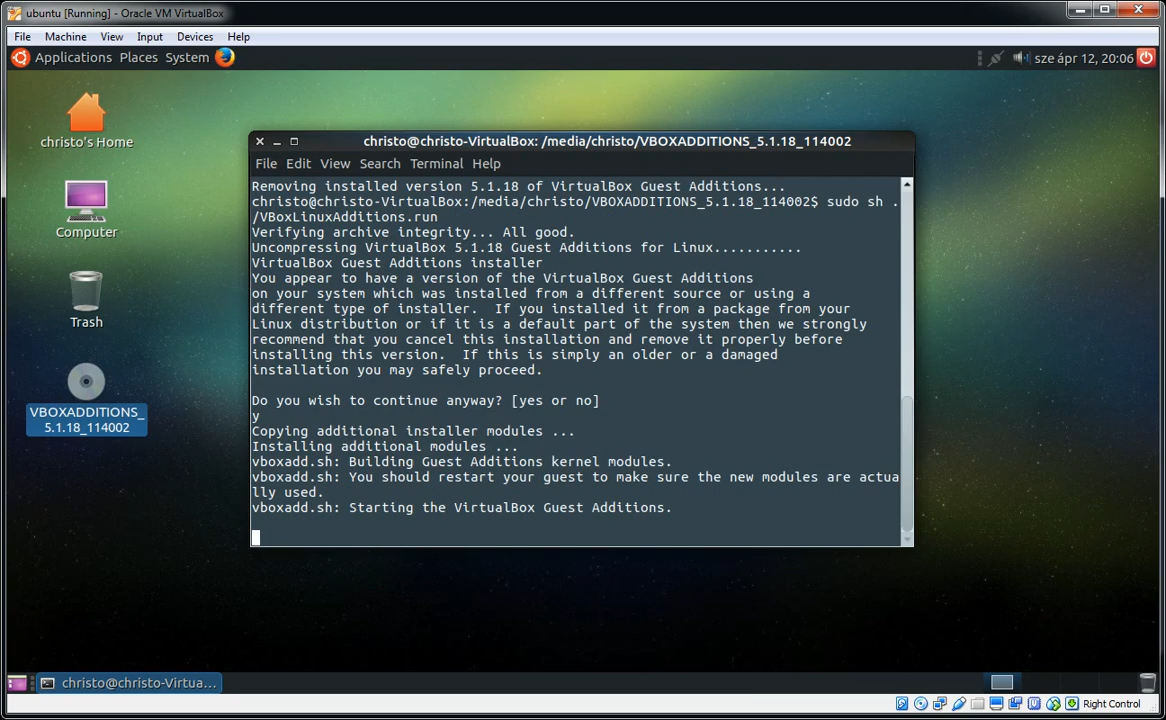 ubuntu [Running] - Oracle VM VirtualBox
File Machine View Input Devices Help
Applications Places System
sze ápr 12, 20:06
christo's Home
Computer
Trash
VBOXADDITIONS_
5.1.18_114002
christo@christo-VirtualBox: /media/christo/VBOXADDITIONS_5.1.18_114002
File Edit View Search Terminal Help
Removing installed version 5.1.18 of VirtualBox Guest Additions...
christo@christo-VirtualBox:/media/christo/VBOXADDITIONS_5.1.18_114002$ sudo sh .
/VBoxLinuxAdditions.run
Verifying archive integrity... All good.
Uncompressing VirtualBox 5.1.18 Guest Additions for Linux...........
VirtualBox Guest Additions installer
You appear to have a version of the VirtualBox Guest Additions
on your system which was installed from a different source or using a
different type of installer.  If you installed it from a package from your
Linux distribution or if it is a default part of the system then we strongly
recommend that you cancel this installation and remove it properly before
installing this version.  If this is simply an older or a damaged
installation you may safely proceed.
Do you wish to continue anyway? [yes or no]
y
Copying additional installer modules ...
Installing additional modules ...
vboxadd.sh: Building Guest Additions kernel modules.
vboxadd.sh: You should restart your guest to make sure the new modules are actua
lly used.
vboxadd.sh: Starting the VirtualBox Guest Additions.
christo@christo-Virtua...
Right Control